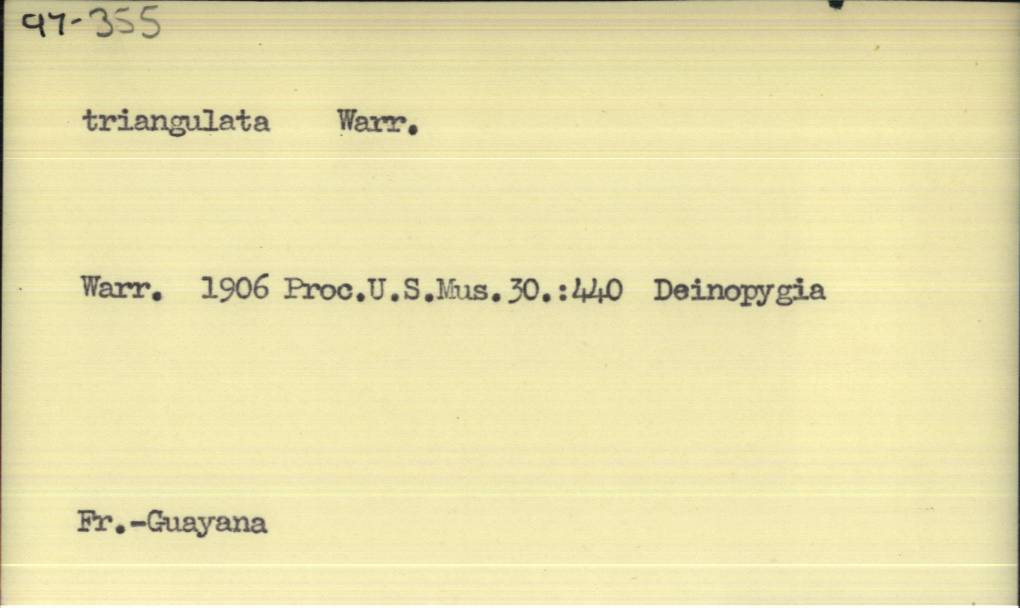 97-355
triangulata Warr.
Warr. 1906 Proc.U.S.Mus.30.:440 Deinopygia
Fr.-Guayana